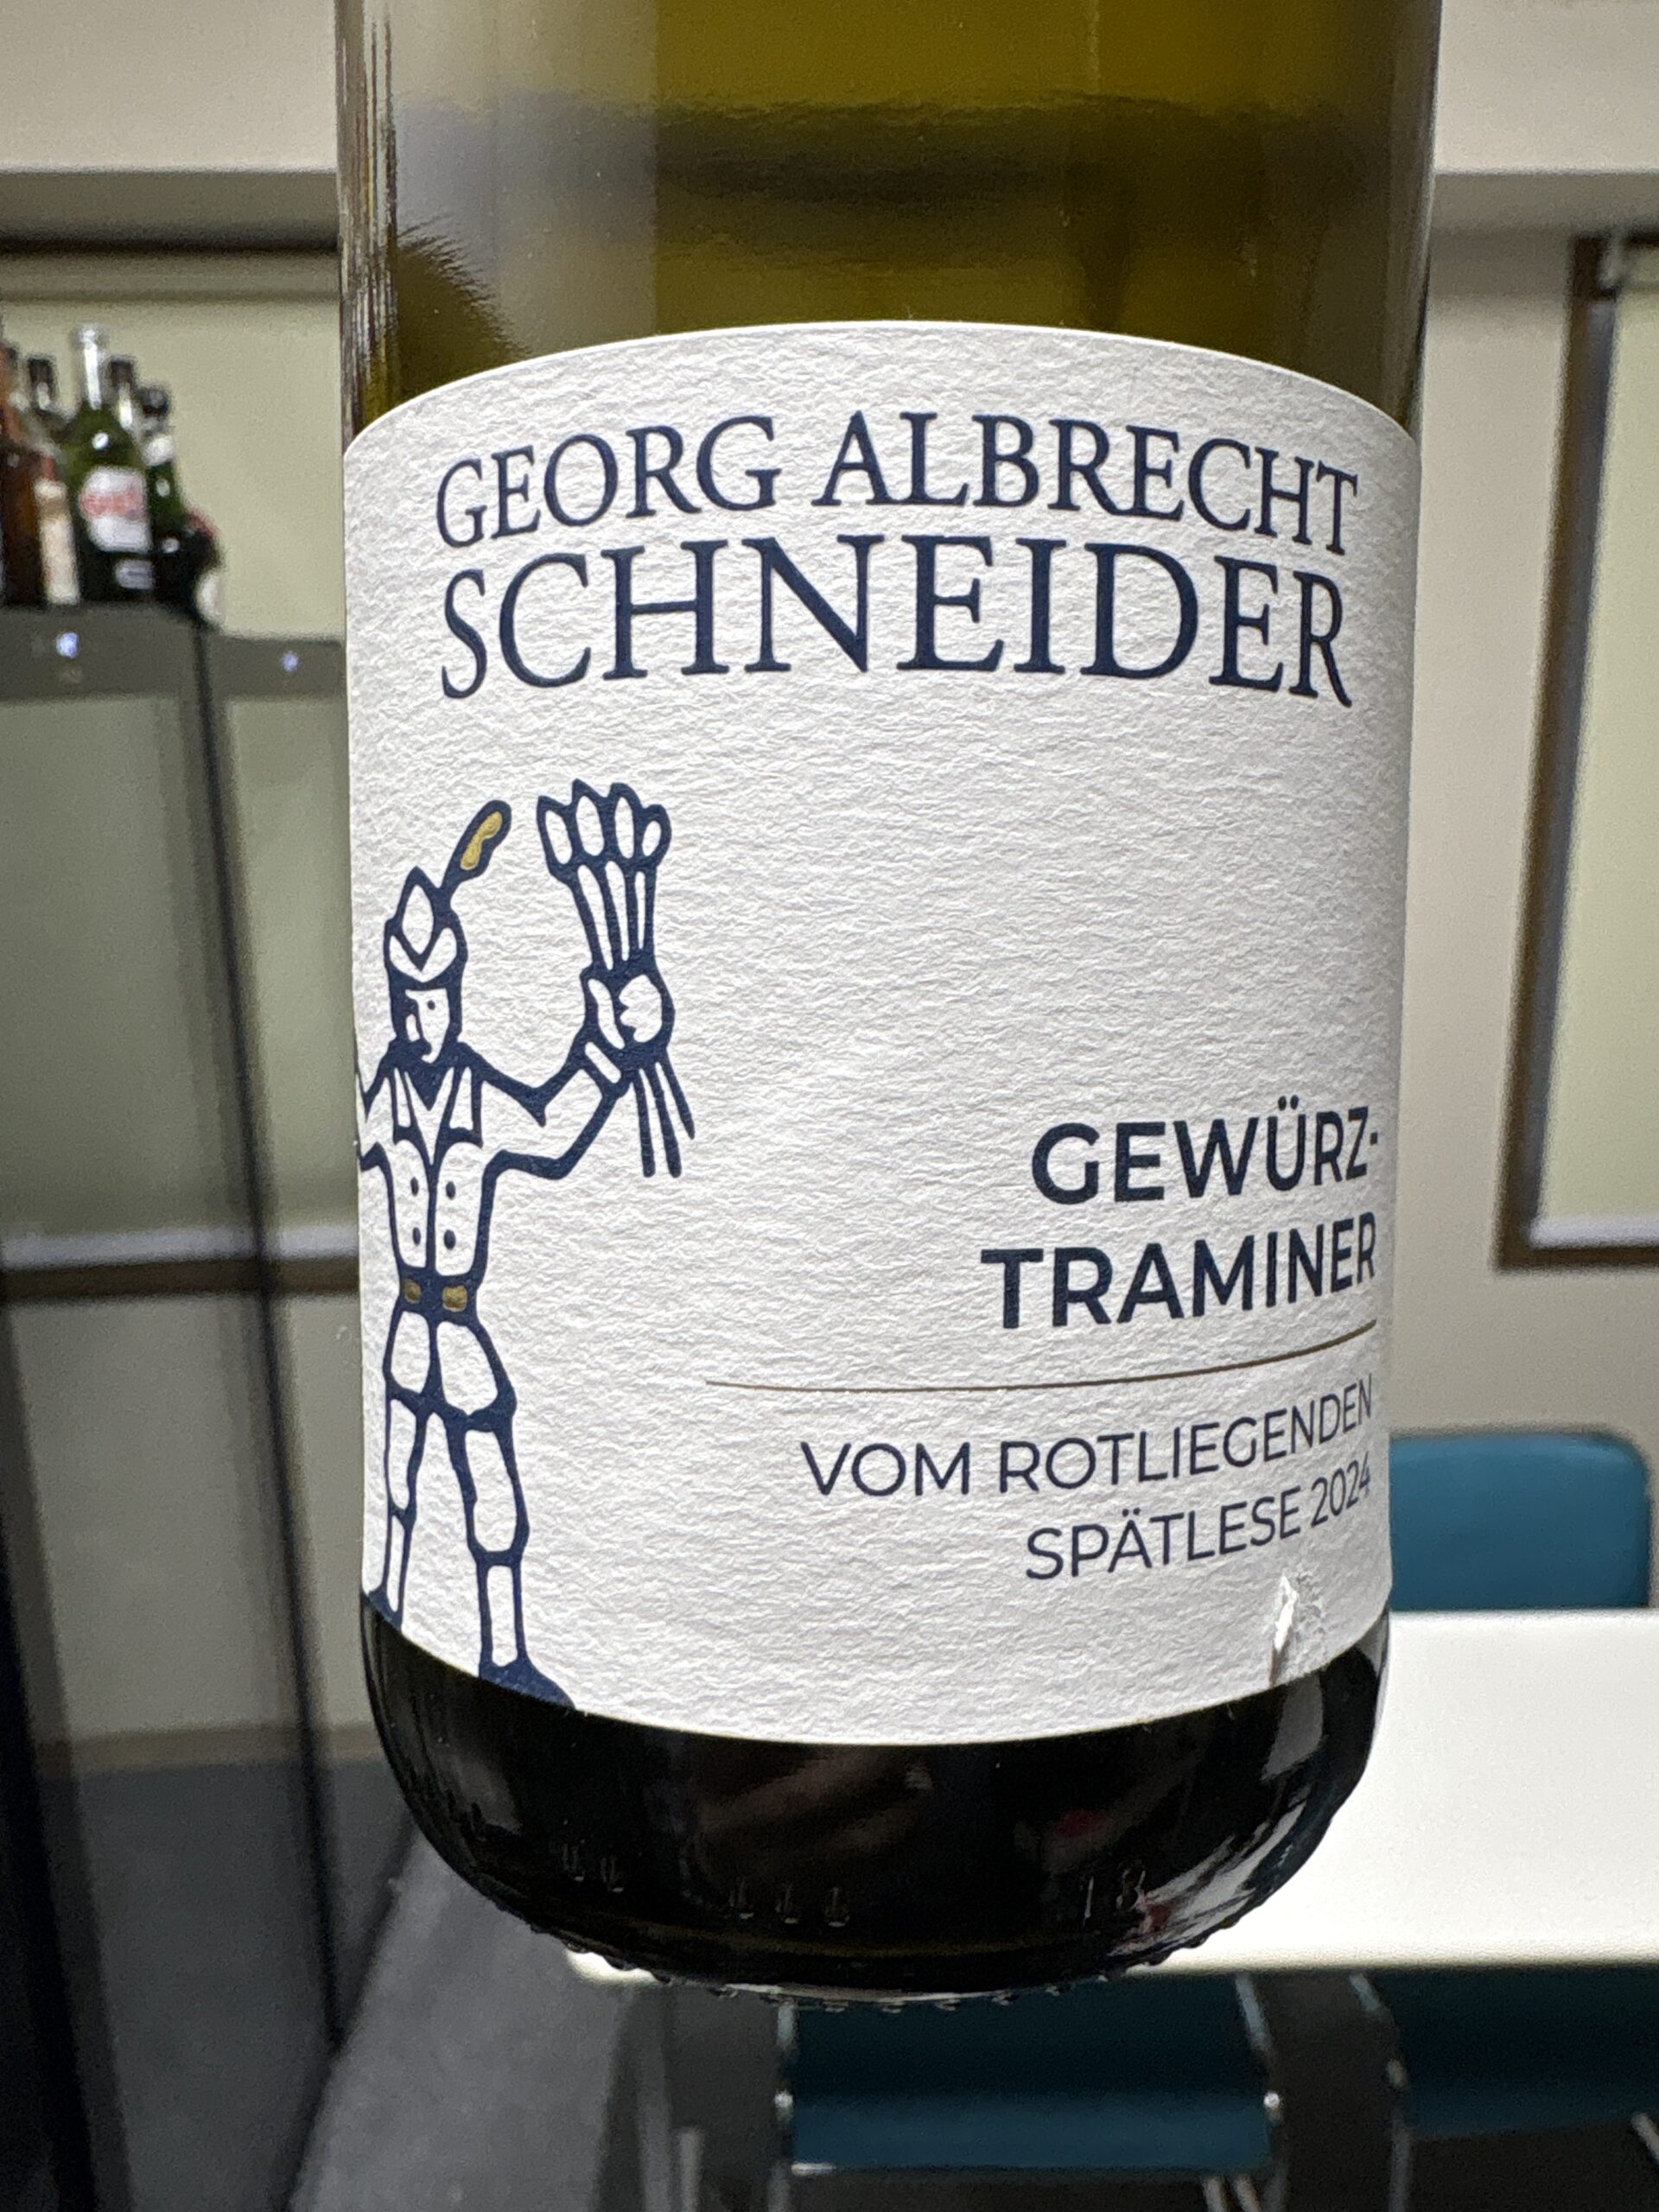 GEORG ALBRECHT
SCHNEIDER
GEWÜRZ-
TRAMINER
VOM ROTLIEGENDEN
SPÄTLESE 2024